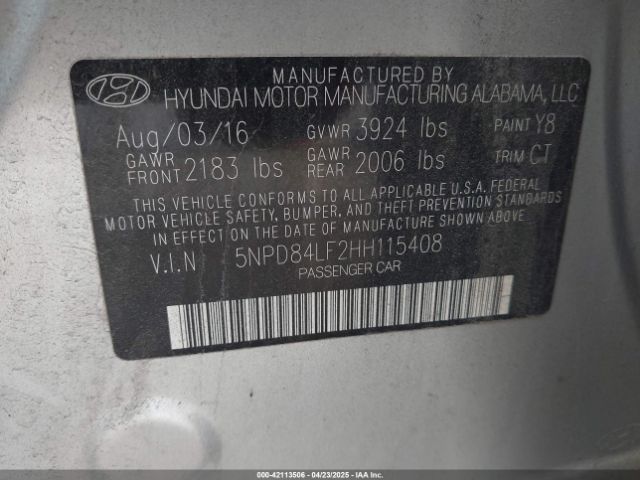 MANUFACTURED BY
HYUNDAI MOTOR MANUFACTURING ALABAMA, LLC
Aug/03/16 GVWR 3924 lbs PAINT Y8
GAWR FRONT 2183 lbs GAWR REAR 2006 lbs TRIM CT
THIS VEHICLE CONFORMS TO ALL APPLICABLE U.S.A. FEDERAL
MOTOR VEHICLE SAFETY, BUMPER, AND THEFT PREVENTION STANDARDS
IN EFFECT ON THE DATE OF MANUFACTURE SHOWN ABOVE.
V.I.N 5NPD84LF2HH115408
PASSENGER CAR
000-42113506 - 04/23/2025 - IAAI.COM